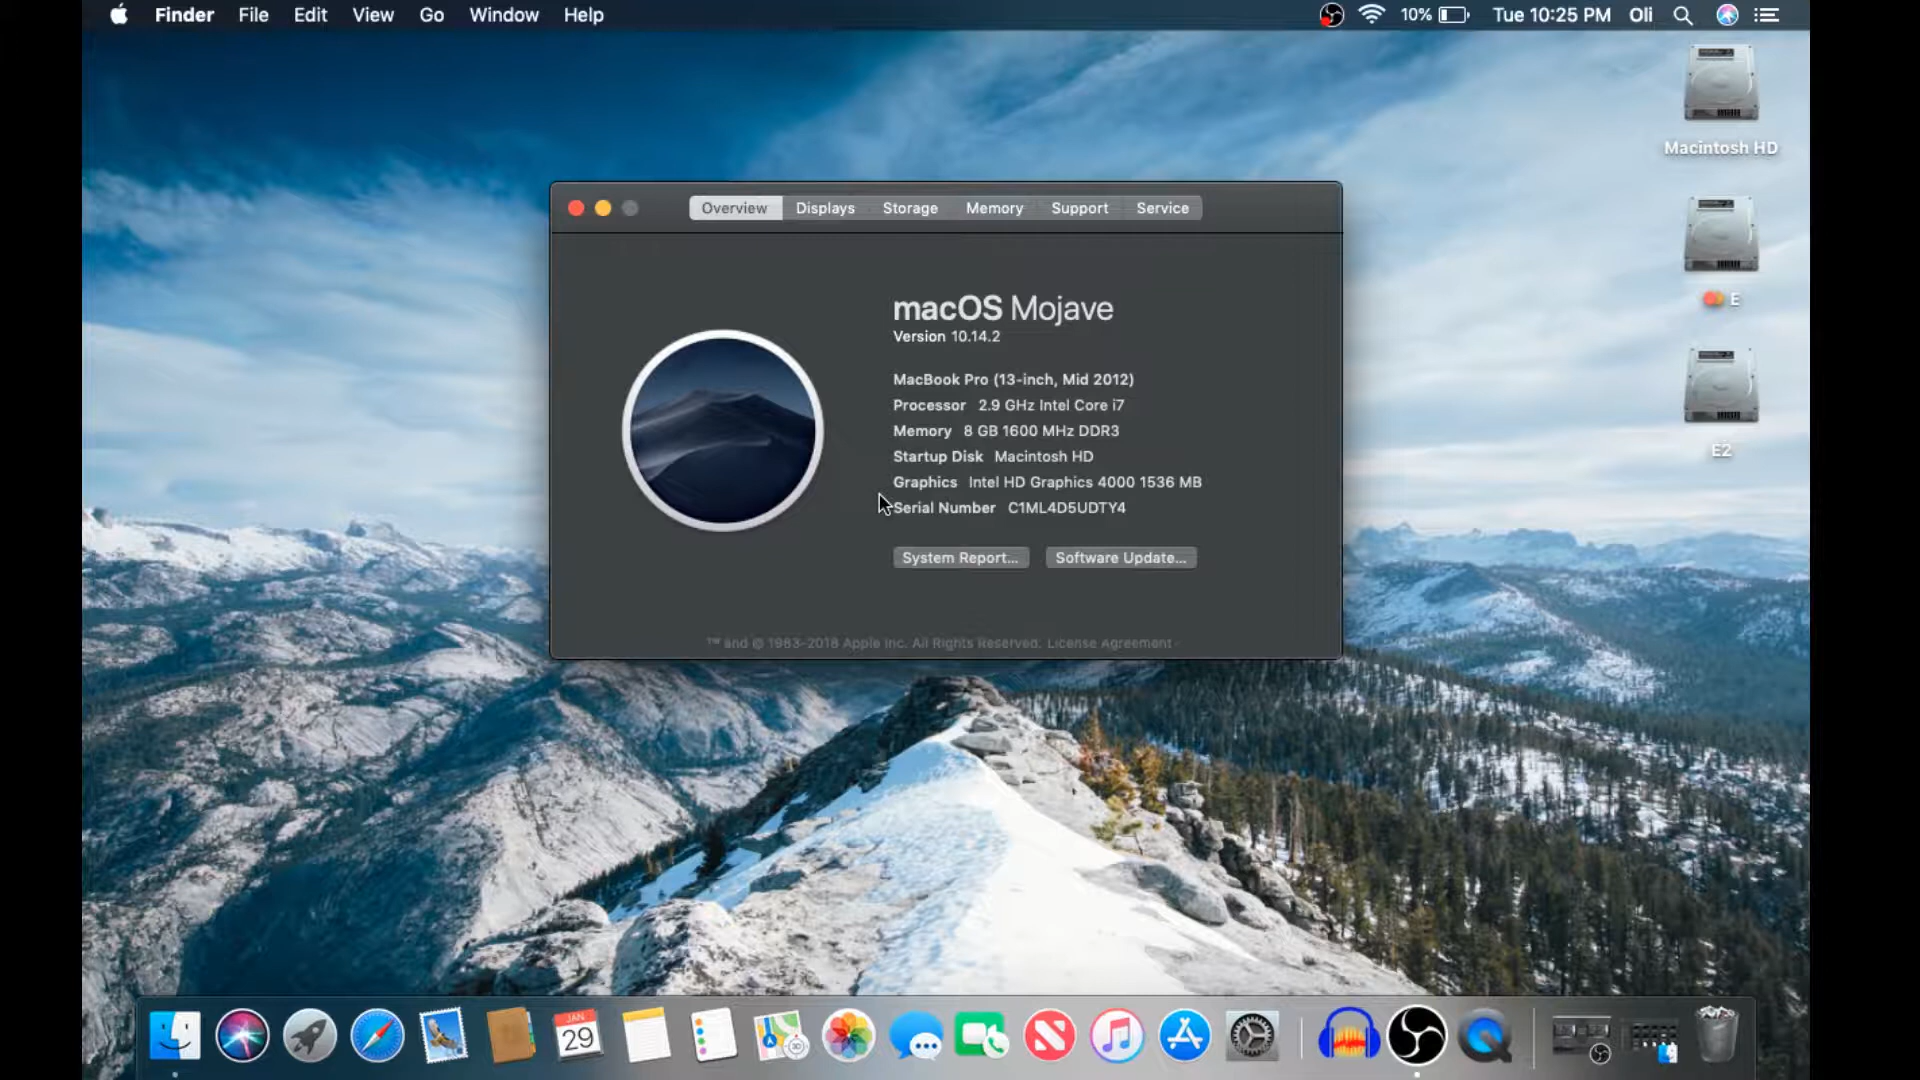 Finder File Edit View Go Window Help 10% Tue 10:25 PM Oli
Macintosh HD
E
E2
Overview Displays Storage Memory Support Service
macOS Mojave
Version 10.14.2
MacBook Pro (13-inch, Mid 2012)
Processor 2.9 GHz Intel Core i7
Memory 8 GB 1600 MHz DDR3
Startup Disk Macintosh HD
Graphics Intel HD Graphics 4000 1536 MB
Serial Number C1ML4D5UDTY4
System Report... Software Update...
™ and © 1983-2018 Apple Inc. All Rights Reserved. License Agreement
JAN
29
3D